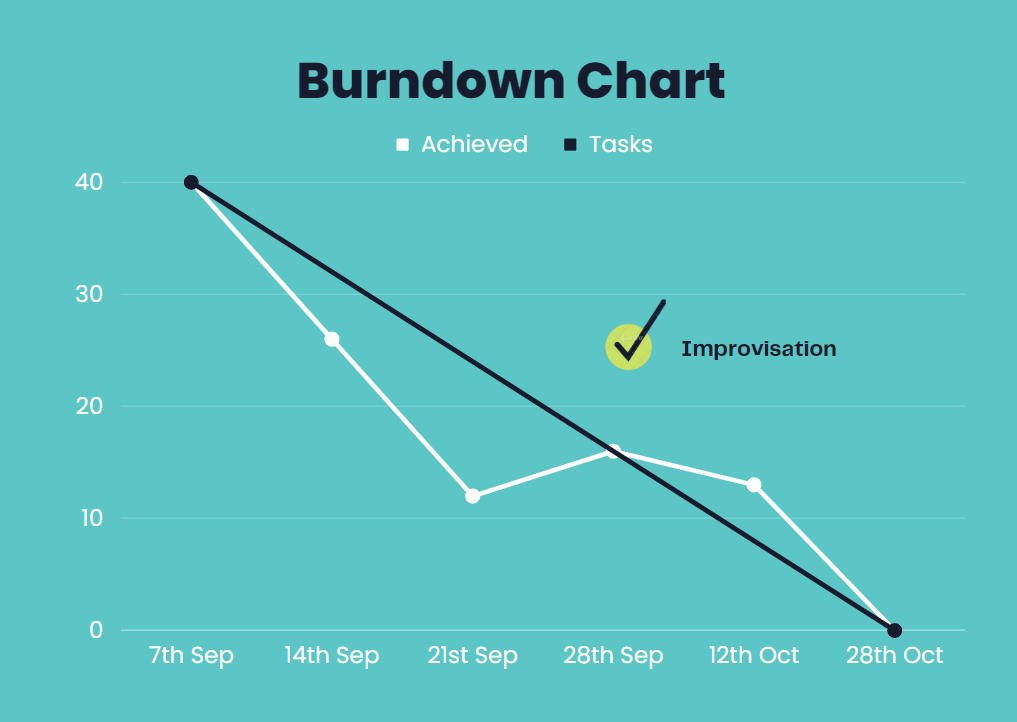 Burndown Chart
Achieved Tasks
40
30
Improvisation
20
10
0
7th Sep 14th Sep 21st Sep 28th Sep 12th Oct 28th Oct